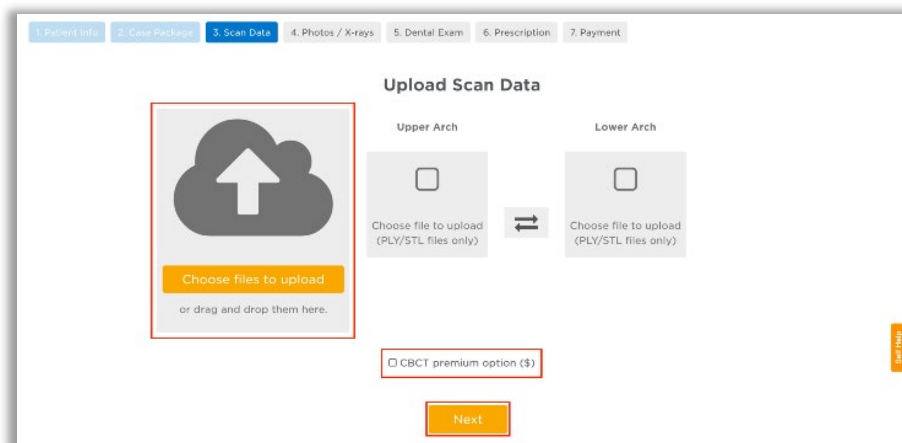 1. Patient Info 2. Case Package 3. Scan Data 4. Photos / X-rays 5. Dental Exam 6. Prescription 7. Payment
Upload Scan Data
Upper Arch
Lower Arch
Choose file to upload
(PLY/STL files only)
Choose file to upload
(PLY/STL files only)
Choose files to upload
or drag and drop them here.
CBCT premium option ($)
Next
Self Help